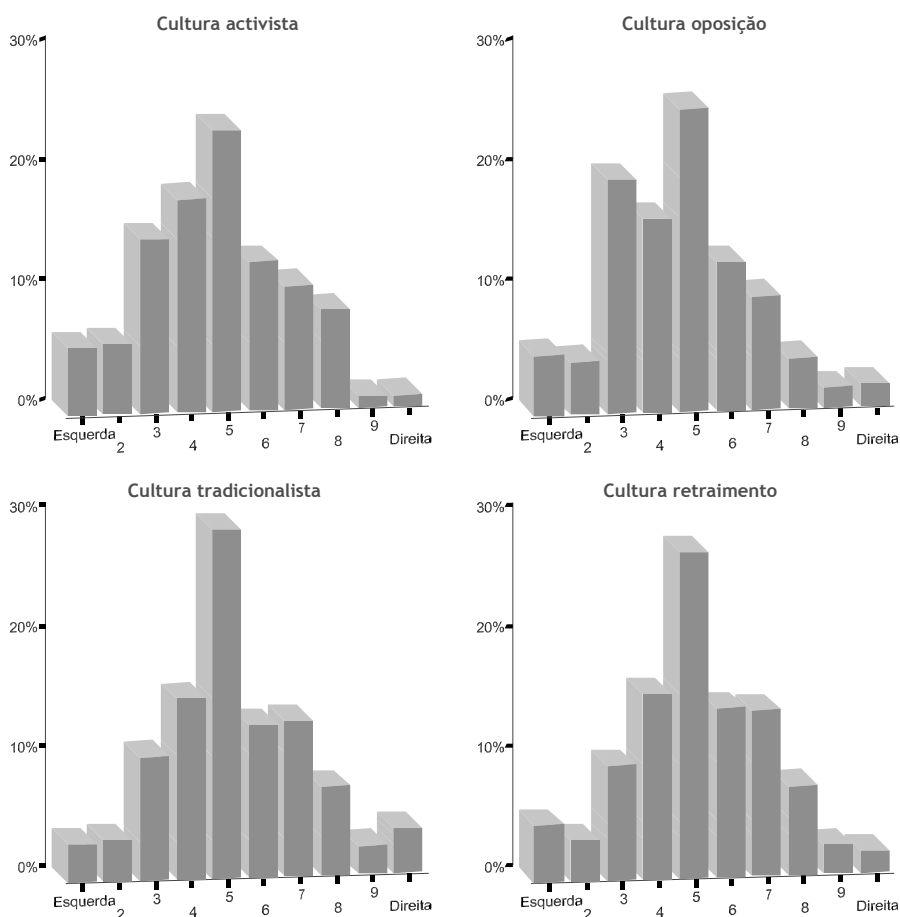 Cultura activista
30%
20%
10%
0%
Esquerda 2 3 4 5 6 7 8 9 Direita
Cultura oposição
30%
20%
10%
0%
Esquerda 2 3 4 5 6 7 8 9 Direita
Cultura tradicionalista
30%
20%
10%
0%
Esquerda 2 3 4 5 6 7 8 9 Direita
Cultura retraimento
30%
20%
10%
0%
Esquerda 2 3 4 5 6 7 8 9 Direita